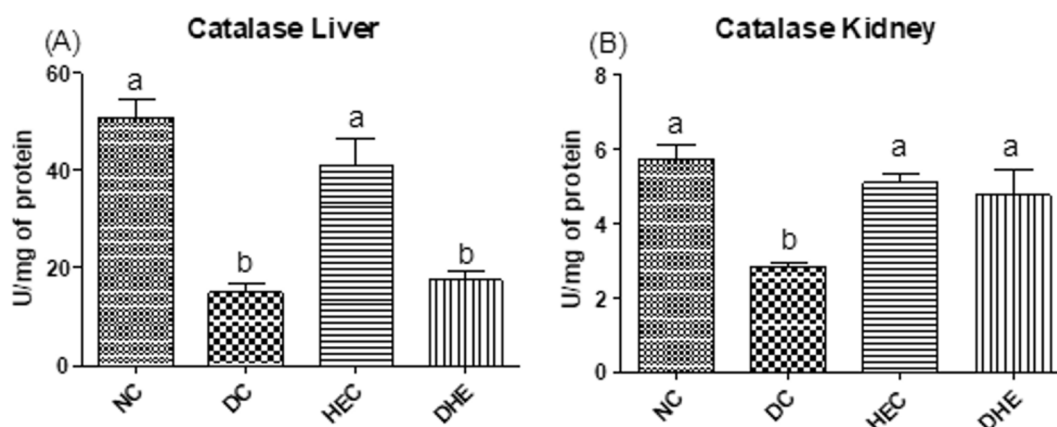 (A)
Catalase Liver
U/mg of protein
60
40
20
0
a
b
a
b
NC
DC
HEC
DHE
(B)
Catalase Kidney
U/mg of protein
8
6
4
2
0
a
b
a
a
NC
DC
HEC
DHE